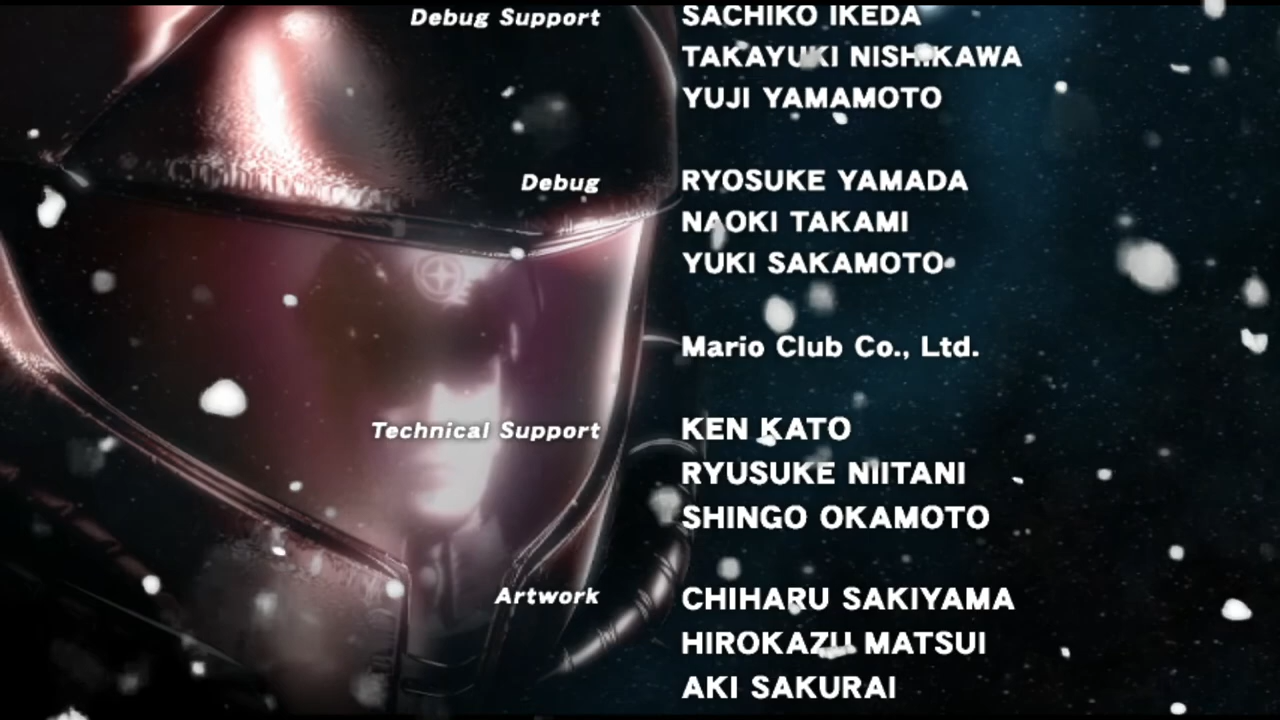 Debug Support SACHIKO IKEDA
TAKAYUKI NISHIKAWA
YUJI YAMAMOTO
Debug RYOSUKE YAMADA
NAOKI TAKAMI
YUKI SAKAMOTO
Mario Club Co., Ltd.
Technical Support KEN KATO
RYUSUKE NIITANI
SHINGO OKAMOTO
Artwork CHIHARU SAKIYAMA
HIROKAZU MATSUI
AKI SAKURAI